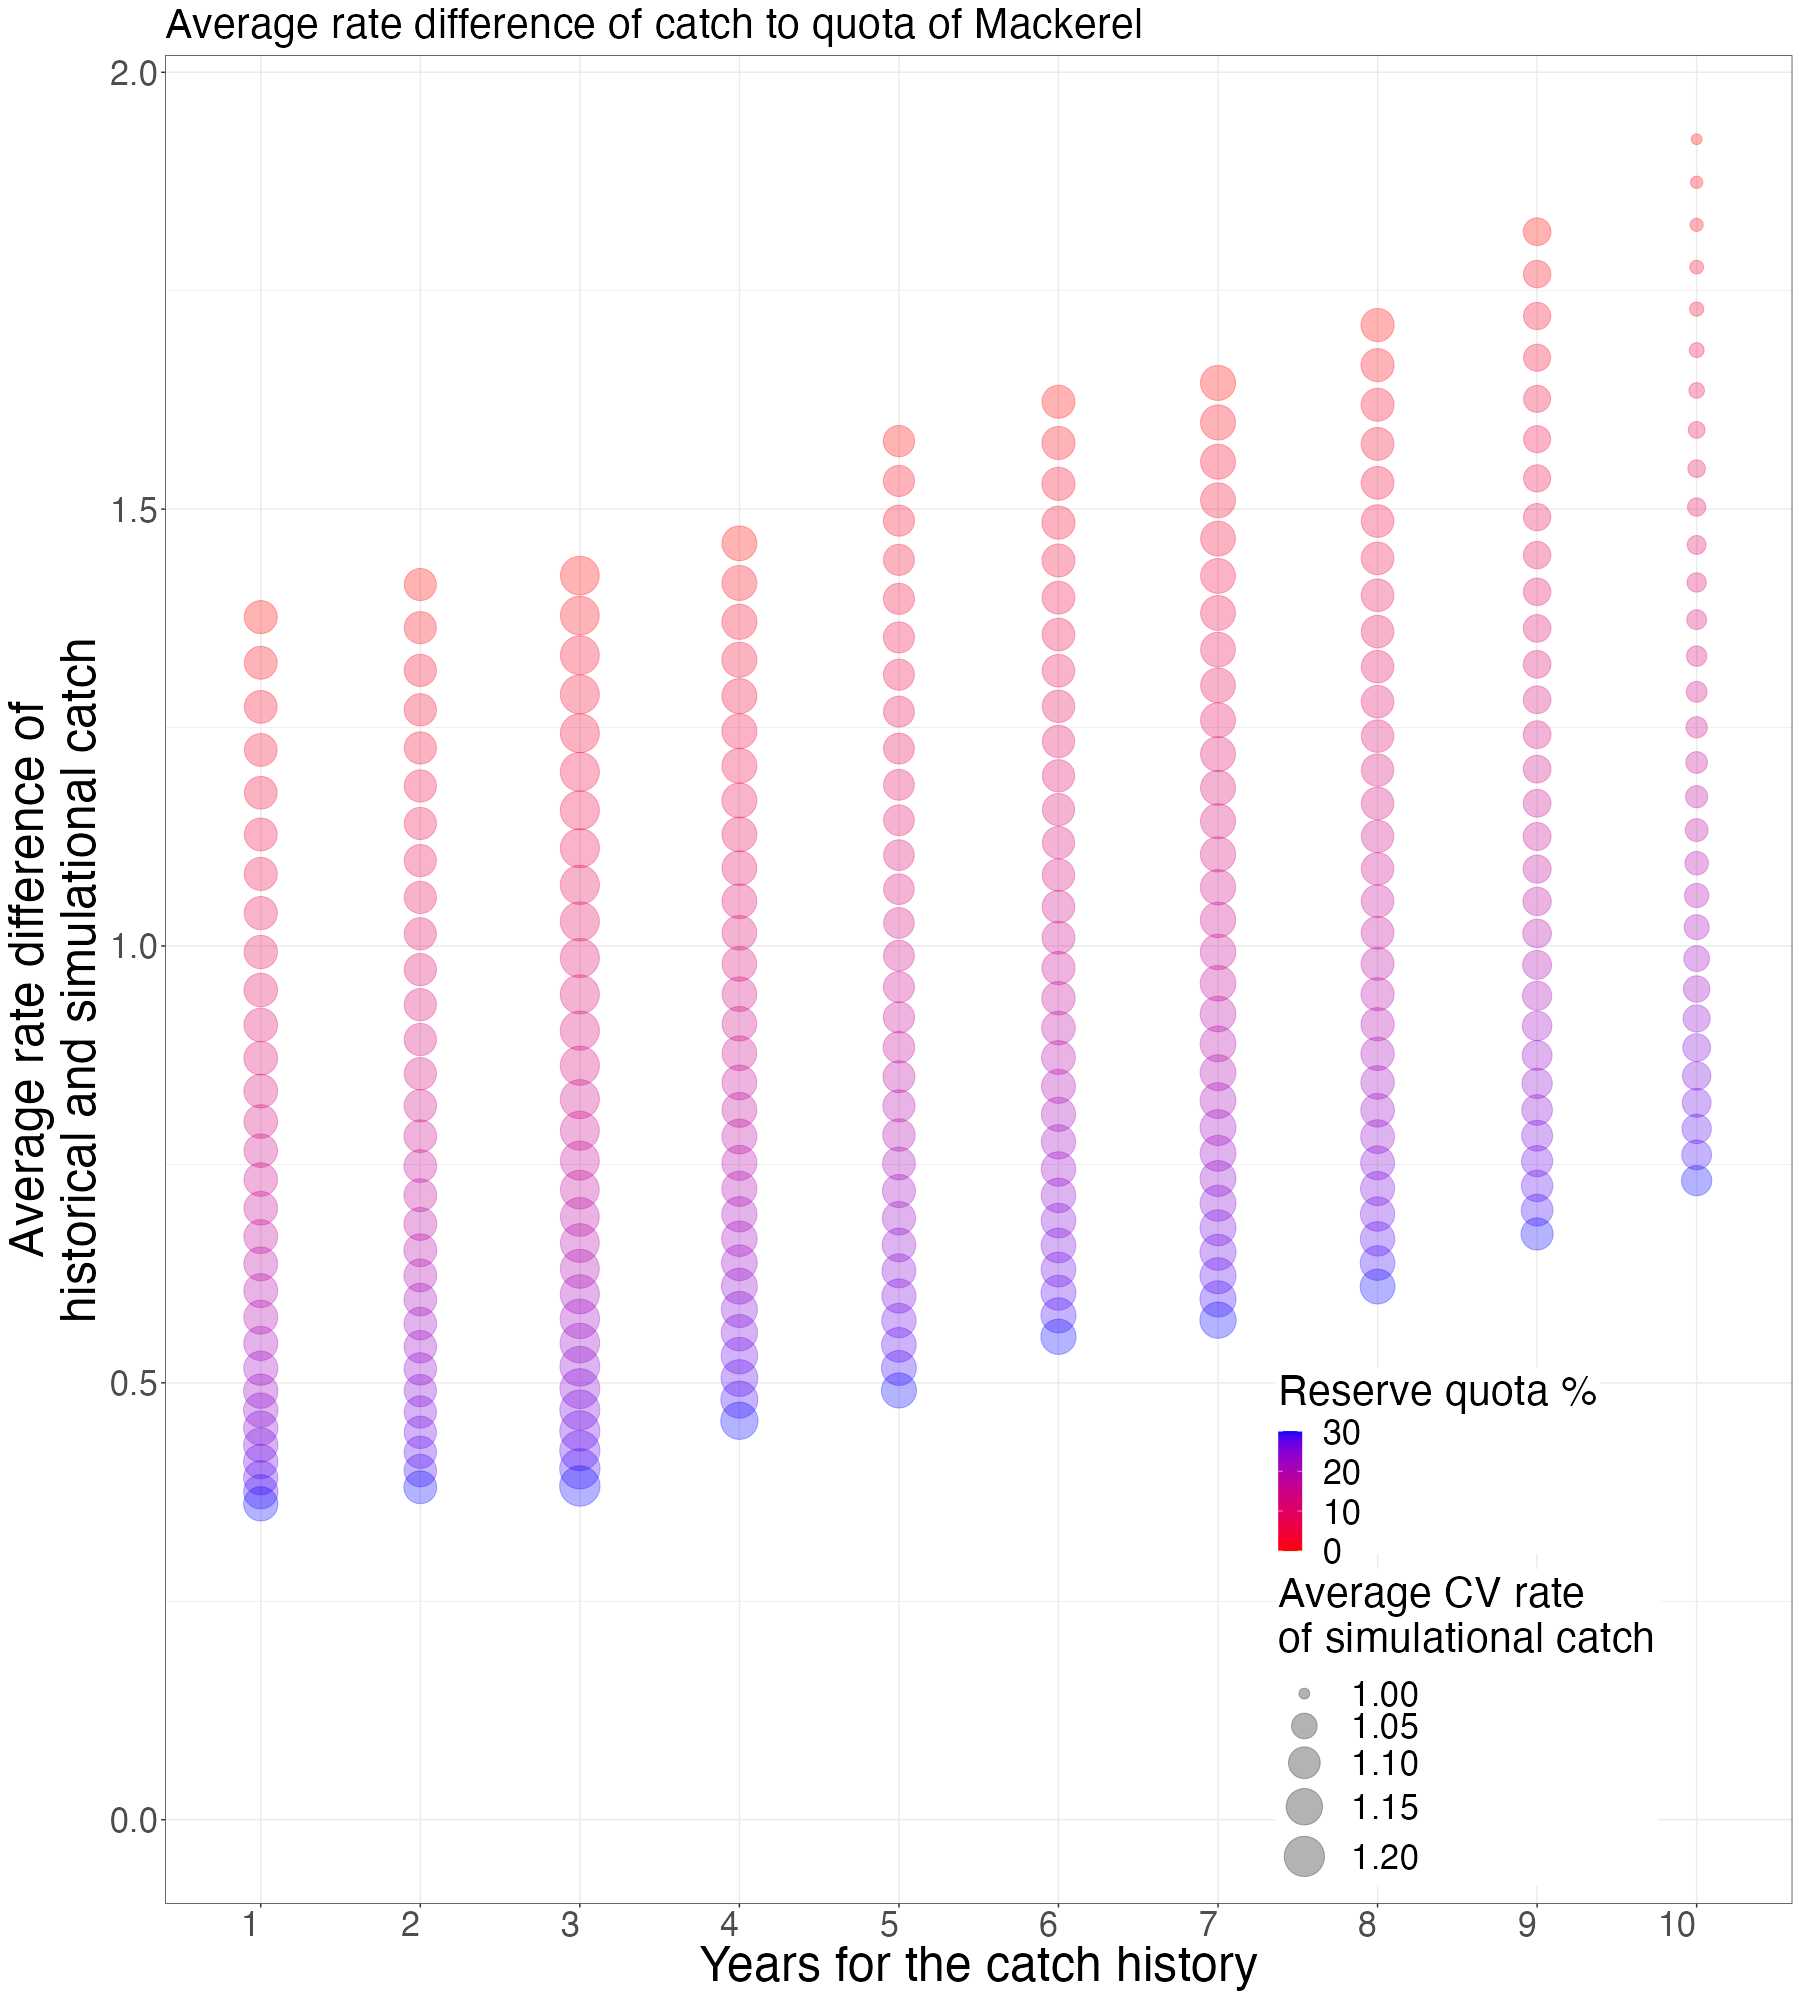 Average rate difference of catch to quota of Mackerel
Average rate difference of
historical and simulational catch
2.0
1.5
1.0
0.5
0.0
Reserve quota %
30
20
10
0
Average CV rate
of simulational catch
1.00
1.05
1.10
1.15
1.20
1 2 3 4 5 6 7 8 9 10
Years for the catch history